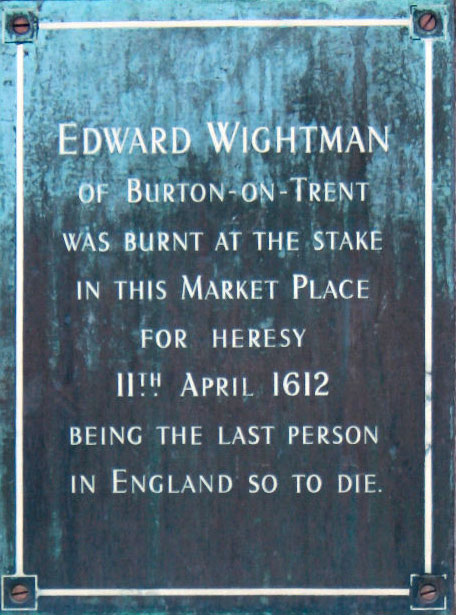 EDWARD WIGHTMAN
OF BURTON-ON-TRENT
WAS BURNT AT THE STAKE
IN THIS MARKET PLACE
FOR HERESY
11TH APRIL 1612
BEING THE LAST PERSON
IN ENGLAND SO TO DIE.